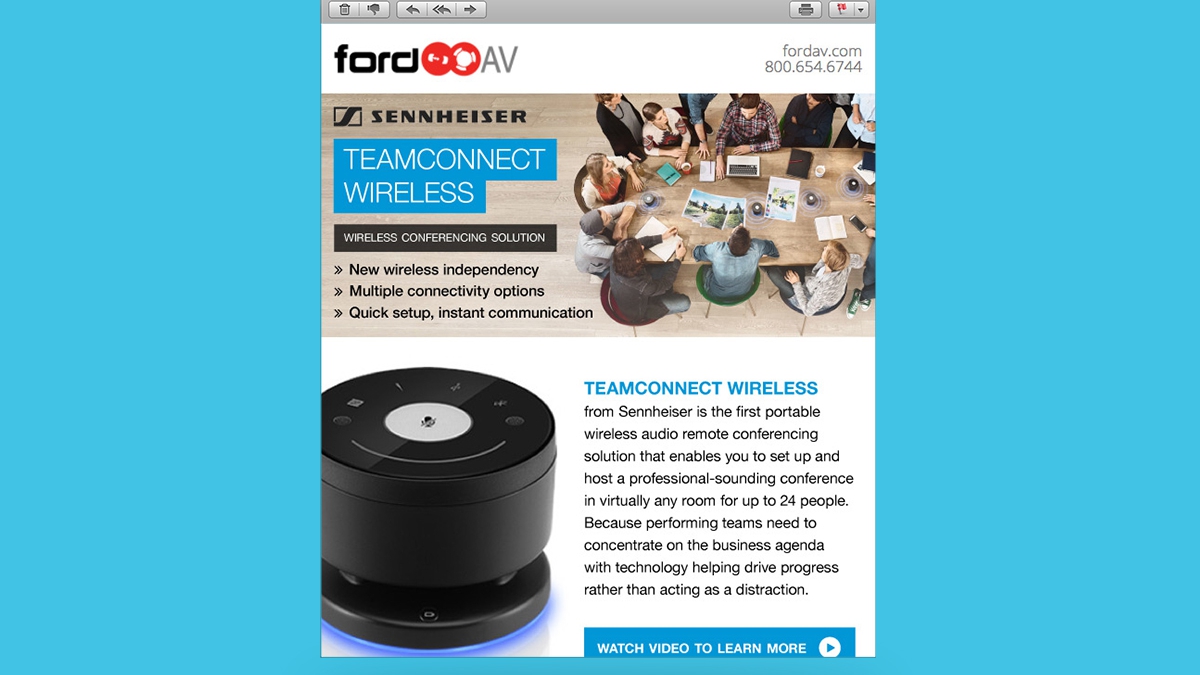 ford AV
fordav.com
800.654.6744
SENNHEISER
TEAMCONNECT
WIRELESS
WIRELESS CONFERENCING SOLUTION
» New wireless independency
» Multiple connectivity options
» Quick setup, instant communication
TEAMCONNECT WIRELESS
from Sennheiser is the first portable
wireless audio remote conferencing
solution that enables you to set up and
host a professional-sounding conference
in virtually any room for up to 24 people.
Because performing teams need to
concentrate on the business agenda
with technology helping drive progress
rather than acting as a distraction.
WATCH VIDEO TO LEARN MORE